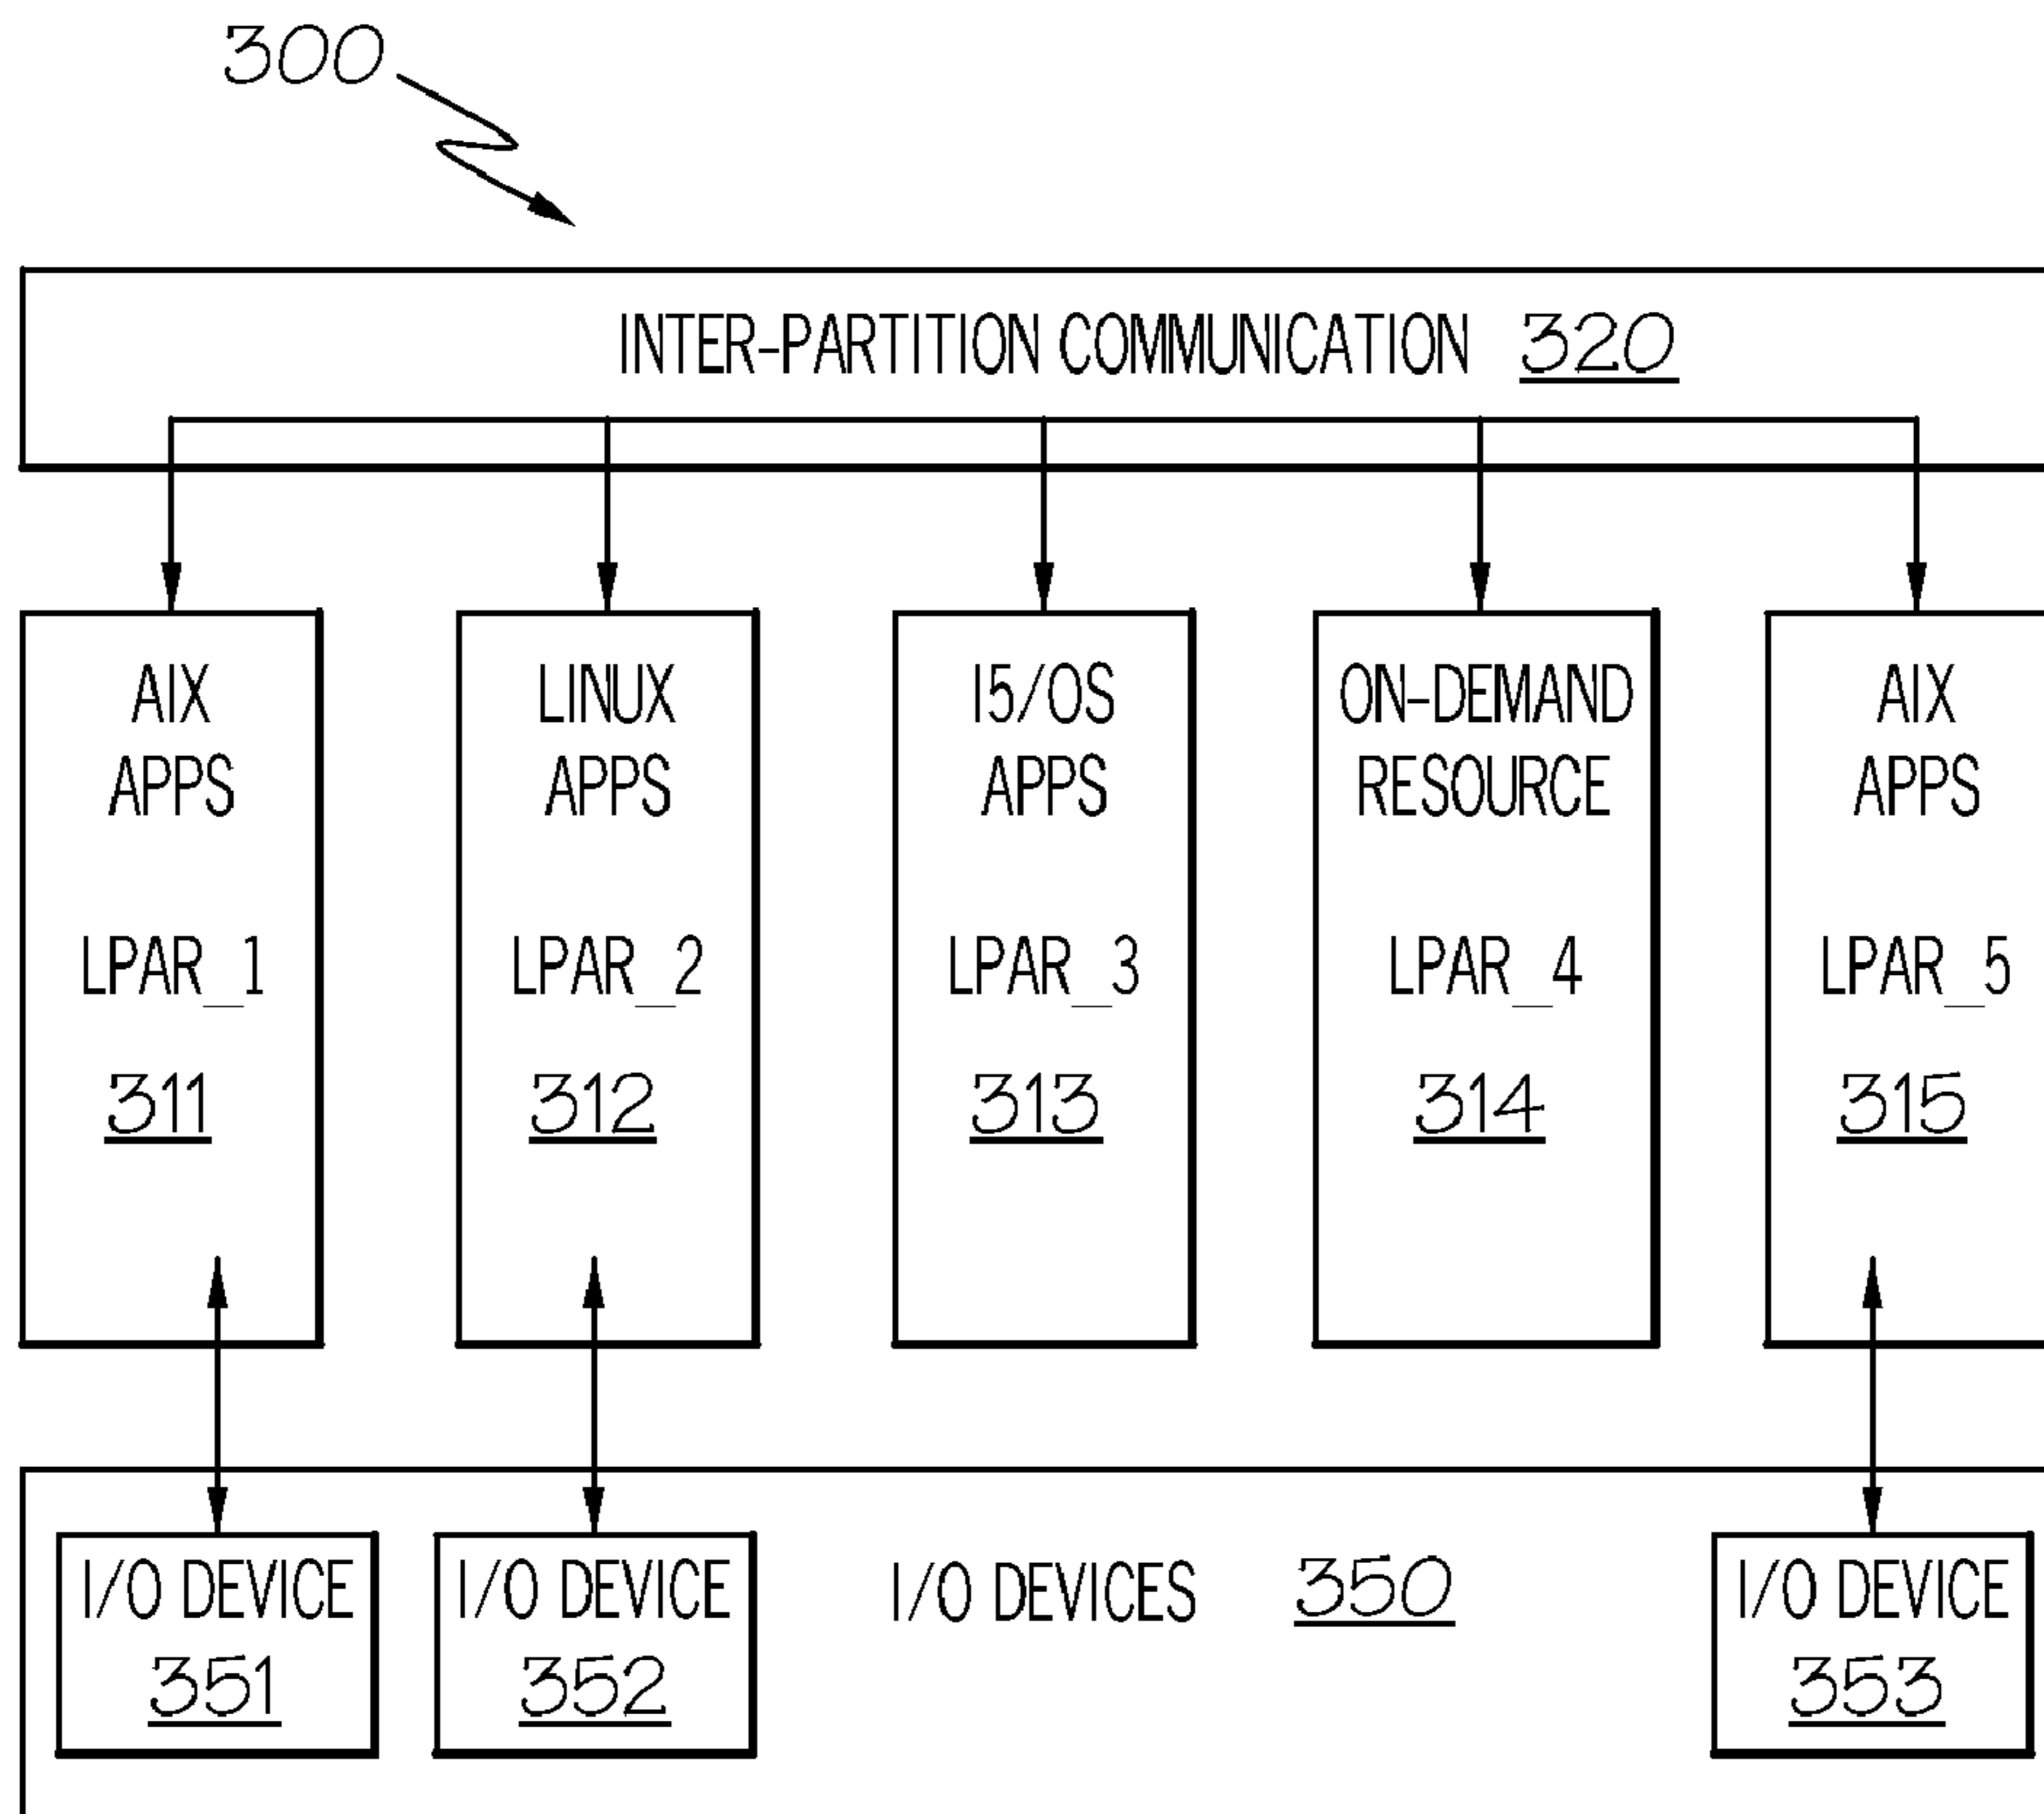 300
INTER-PARTITION COMMUNICATION 320
AIX
APPS
LPAR_1
311
LINUX
APPS
LPAR_2
312
I5/OS
APPS
LPAR_3
313
ON-DEMAND
RESOURCE
LPAR_4
314
AIX
APPS
LPAR_5
315
I/O DEVICE
351
I/O DEVICE
352
I/O DEVICES 350
I/O DEVICE
353